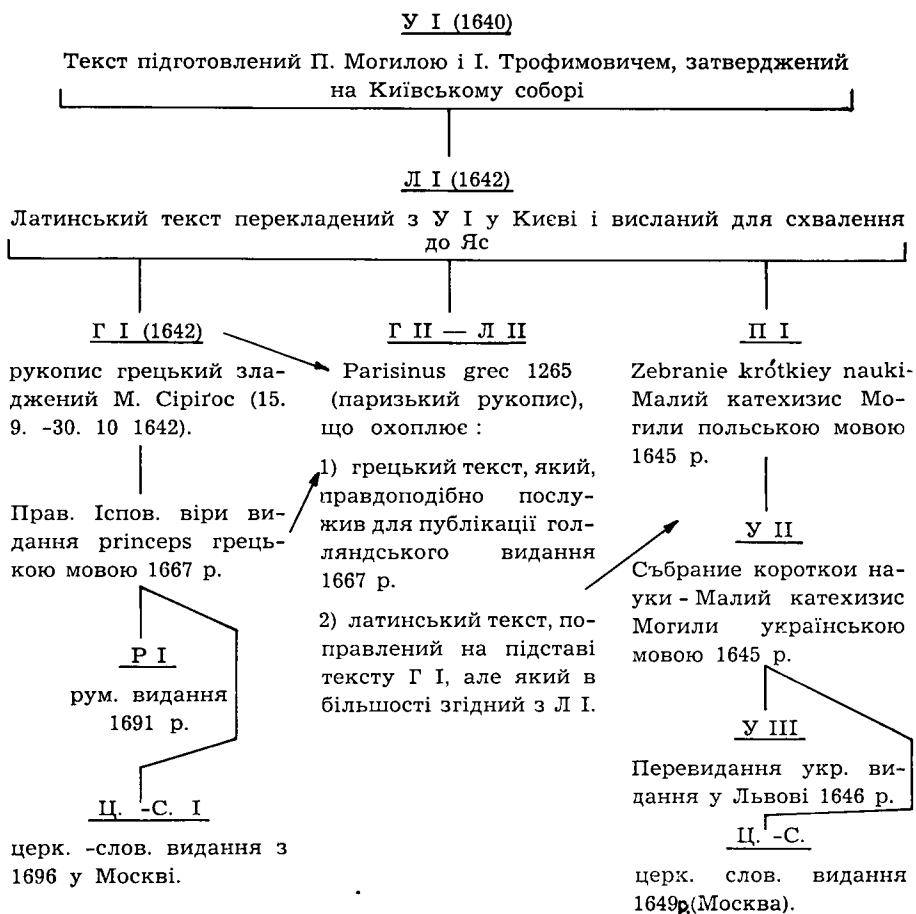 У І (1640)
Текст підготовлений П. Могилою і І. Трофимовичем, затверджений
на Київському соборі
Л І (1642)
Латинський текст перекладений з У І у Києві і висланий для схвалення
до Яс
Г І (1642)
рукопис грецький зла-
джений М. Сіріґос (15.
9. -30. 10 1642).
Прав. Іспов. віри ви-
дання princeps грець-
кою мовою 1667 р.
Р І
рум. видання
1691 р.
Ц. -С. І
церк. -слов. видання з
1696 у Москві.
Г ІІ — Л ІІ
Parisinus grec 1265
(паризький рукопис),
що охоплює :
1) грецький текст, який,
правдоподібно послу-
жив для публікації гол-
ляндського видання
1667 р.
2) латинський текст, по-
правлений на підставі
тексту Г І, але який в
більшості згідний з Л І.
П І
Zebranie krótkiey nauki-
Малий катехизис Мо-
гили польською мовою
1645 р.
У ІІ
Събрание короткои на-
уки - Малий катехизис
Могили українською
мовою 1645 р.
У ІІІ
Перевидання укр. ви-
дання у Львові 1646 р.
Ц. -С.
церк. слов. видання
1649р.(Москва).